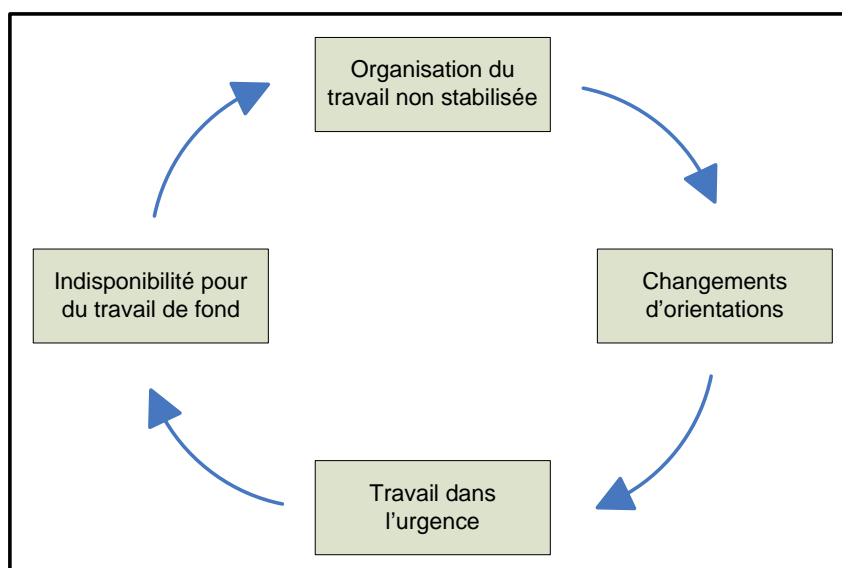 Organisation du
travail non stabilisée
Indisponibilité pour
du travail de fond
Changements
d’orientations
Travail dans
l’urgence